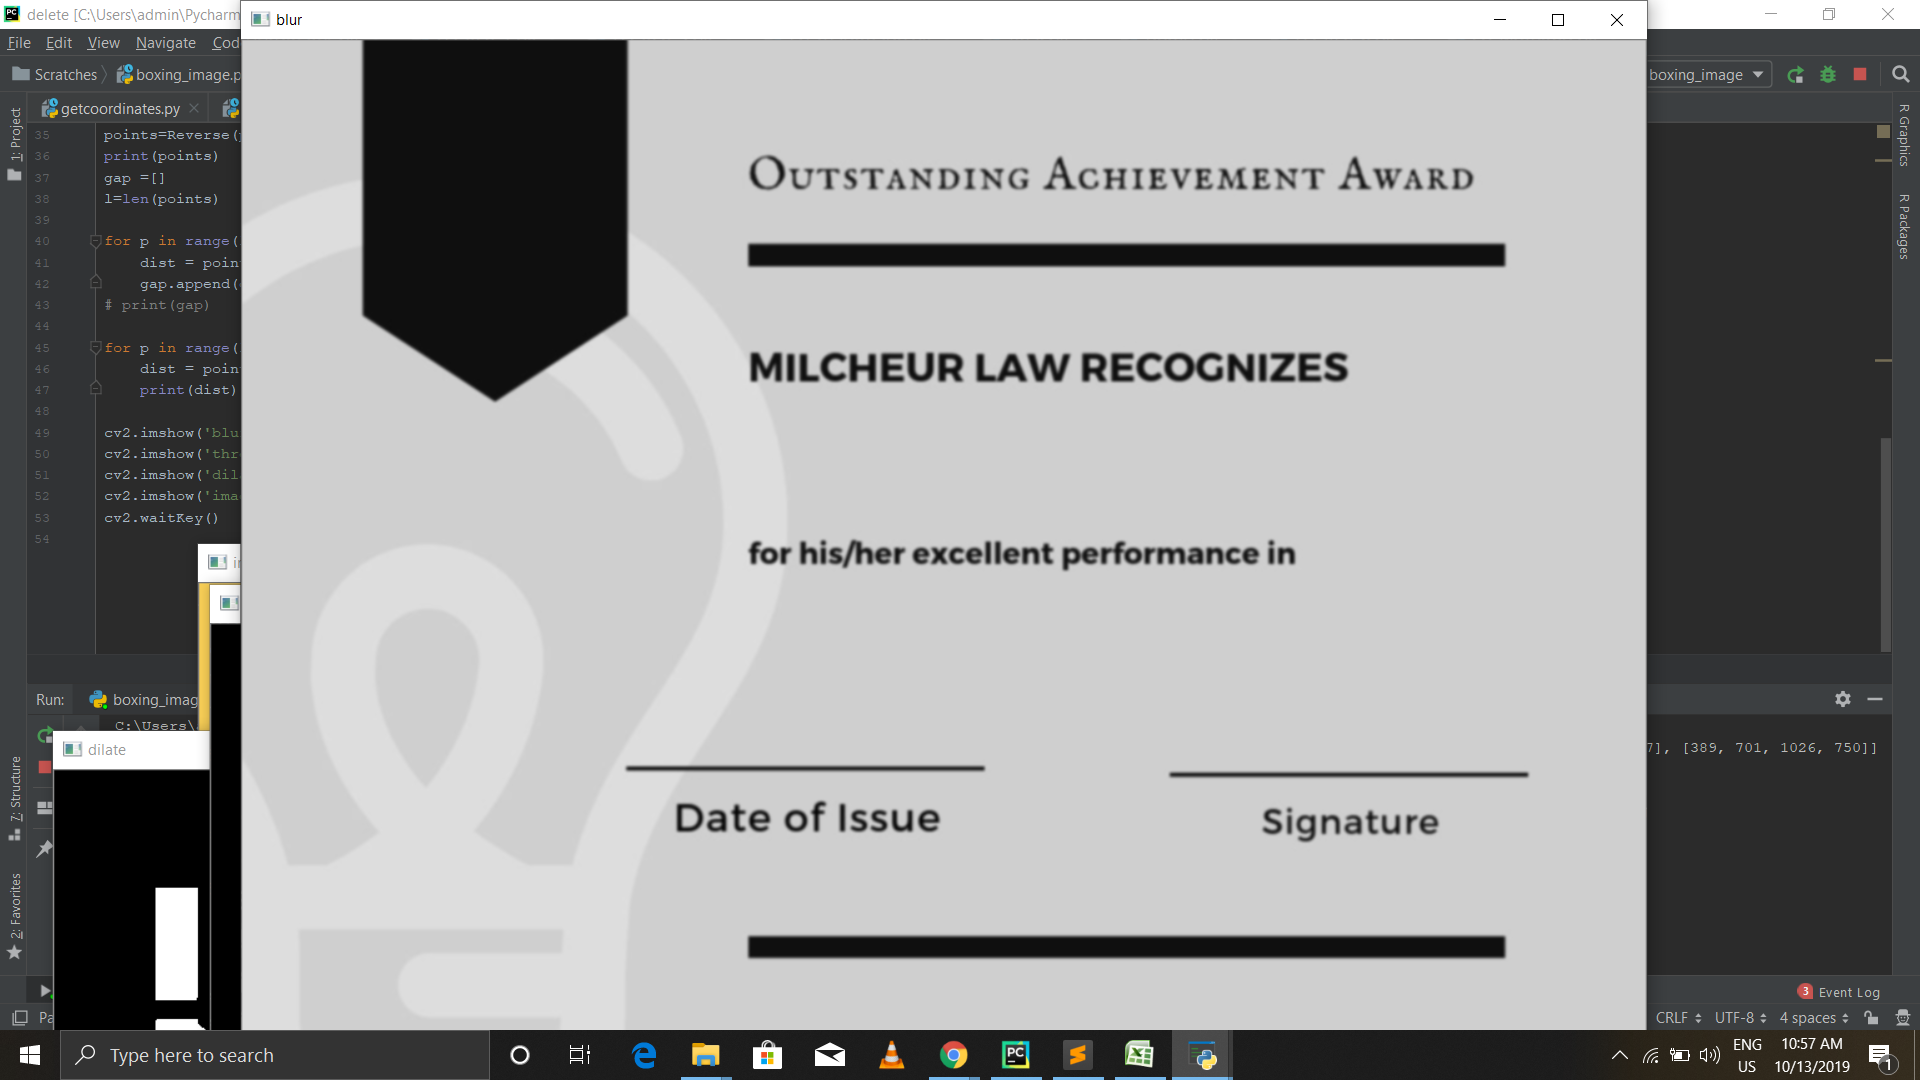 delete [C:\Users\admin\Pycharm
blur
File Edit View Navigate Cod
Scratches boxing_image.p
boxing_image
getcoordinates.py
1: Project
R Graphics
R Packages
35 points=Reverse(
36 print(points)
37 gap =[]
38 l=len(points)
39
40 for p in range(
41 dist = poin
42 gap.append(
43 # print(gap)
44
45 for p in range(
46 dist = poin
47 print(dist)
48
49 cv2.imshow('blu
50 cv2.imshow('thr
51 cv2.imshow('dil
52 cv2.imshow('ima
53 cv2.waitKey()
54
Outstanding Achievement Award
MILCHEUR LAW RECOGNIZES
for his/her excellent performance in
Date of Issue
Signature
Run: boxing_imag
C:\Users\
7], [389, 701, 1026, 750]]
dilate
7: Structure
2: Favorites
3 Event Log
CRLF UTF-8 4 spaces
Type here to search
ENG
US
10:57 AM
10/13/2019
1